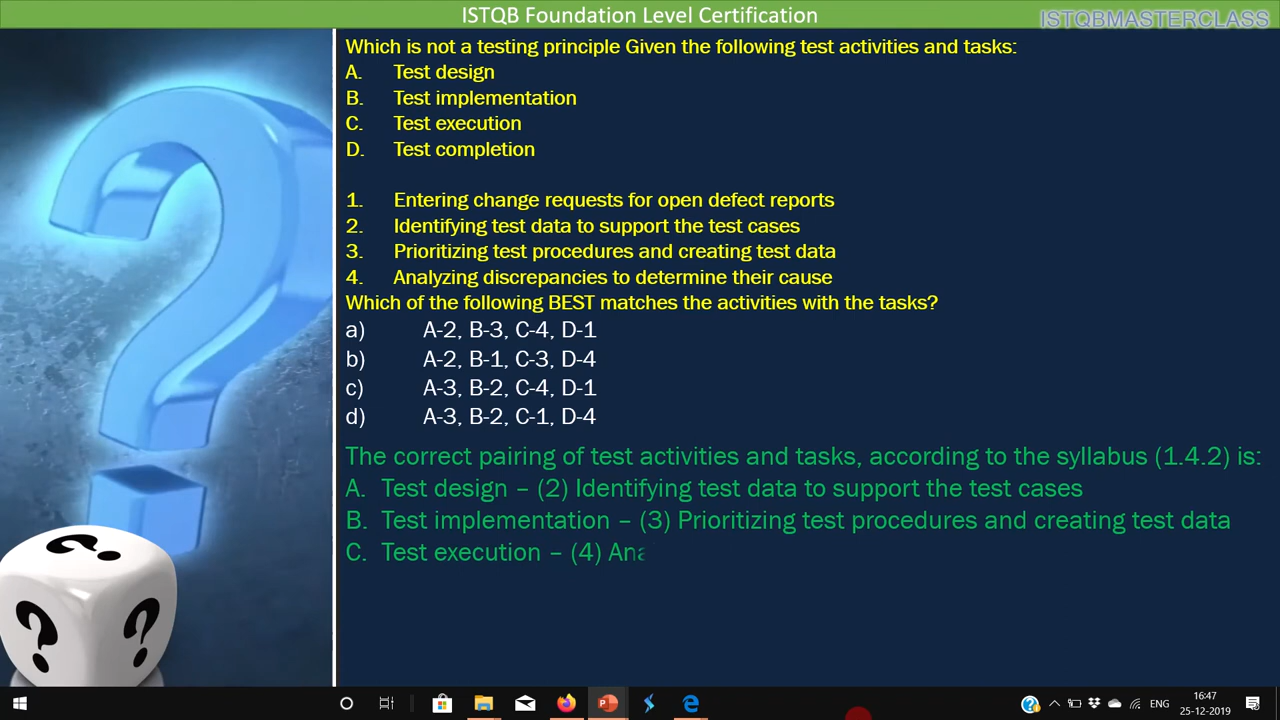 ISTQB Foundation Level Certification
ISTQBMASTERCLASS
Which is not a testing principle Given the following test activities and tasks:
A. Test design
B. Test implementation
C. Test execution
D. Test completion
1. Entering change requests for open defect reports
2. Identifying test data to support the test cases
3. Prioritizing test procedures and creating test data
4. Analyzing discrepancies to determine their cause
Which of the following BEST matches the activities with the tasks?
a) A-2, B-3, C-4, D-1
b) A-2, B-1, C-3, D-4
c) A-3, B-2, C-4, D-1
d) A-3, B-2, C-1, D-4
The correct pairing of test activities and tasks, according to the syllabus (1.4.2) is:
A. Test design – (2) Identifying test data to support the test cases
B. Test implementation – (3) Prioritizing test procedures and creating test data
C. Test execution – (4) Ana
ENG
16:47
25-12-2019